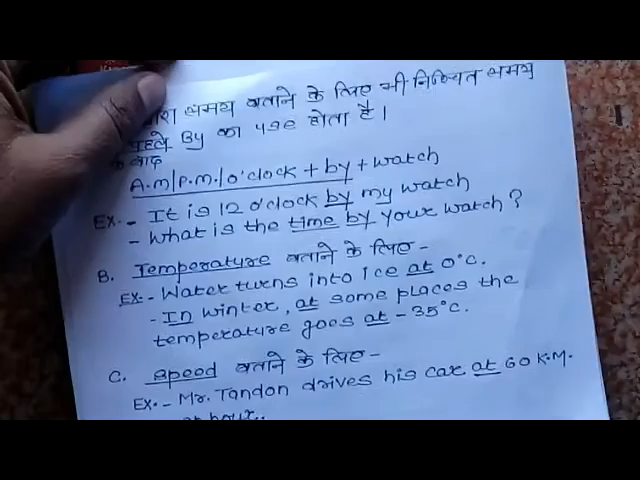 समय बताने के लिए भी निश्चित समय
पहले By का use होता है।
के बाद
A.M/P.M./o'clock + by + watch
Ex.- - It is 12 o'clock by my watch
- What is the time by your watch?
B. Temperature बताने के लिए -
Ex:- - Water turns into ice at 0°C.
- In winter, at some places the
temperature goes at - 35°C.
C. speed बताने के लिए -
Ex.- - Mr. Tandon drives his car at 60 K.M.
hour..